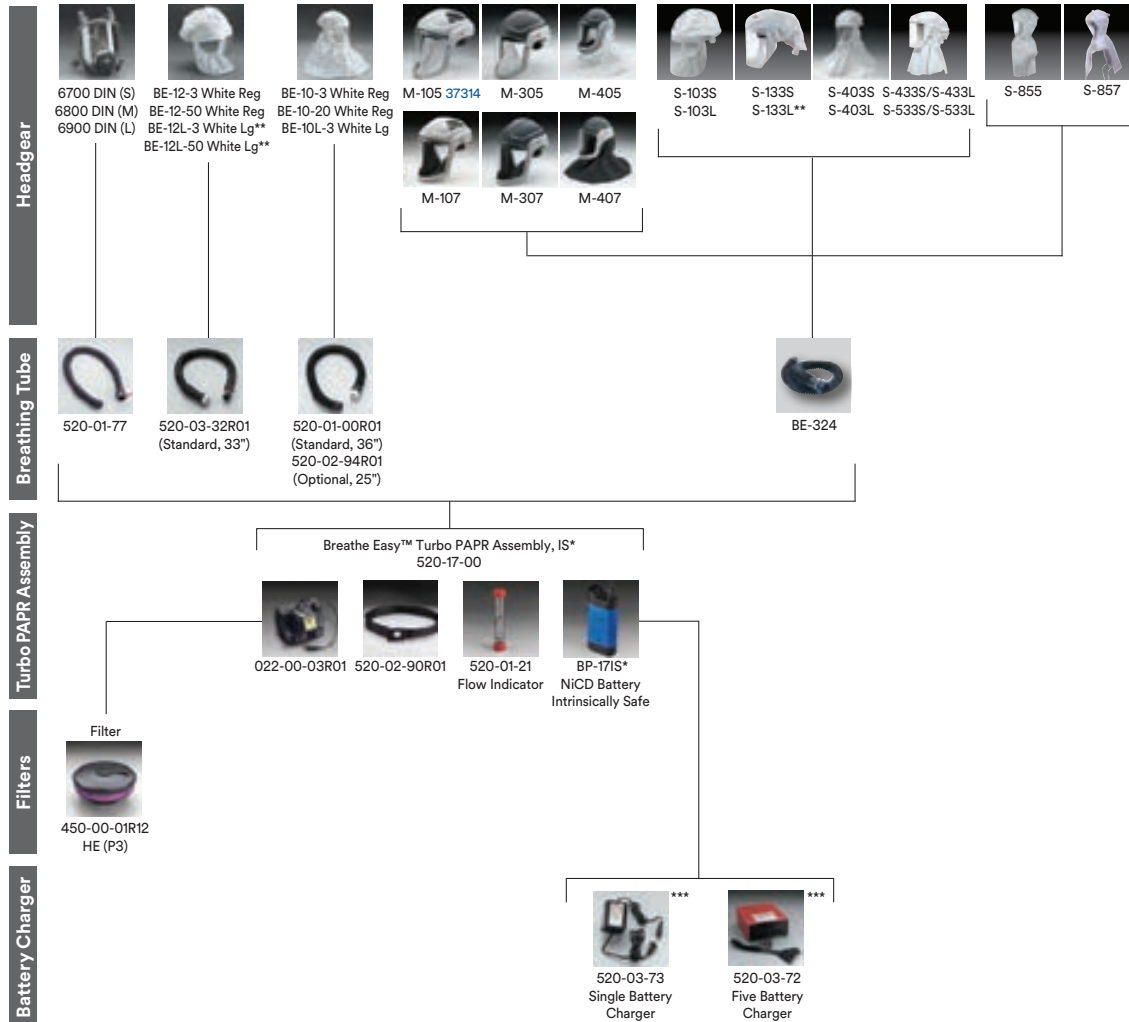 Headgear
6700 DIN (S)
6800 DIN (M)
6900 DIN (L)
BE-12-3 White Reg
BE-12-50 White Reg
BE-12L-3 White Lg**
BE-12L-50 White Lg**
BE-10-3 White Reg
BE-10-20 White Reg
BE-10L-3 White Lg
M-105 37314
M-305
M-405
M-107
M-307
M-407
S-103S
S-103L
S-133S
S-133L**
S-403S
S-403L
S-433S/S-433L
S-533S/S-533L
S-855
S-857
Breathing Tube
520-01-77
520-03-32R01
(Standard, 33")
520-01-00R01
(Standard, 36")
520-02-94R01
(Optional, 25")
BE-324
Turbo PAPR Assembly
Breathe Easy™ Turbo PAPR Assembly, IS*
520-17-00
022-00-03R01
520-02-90R01
520-01-21
Flow Indicator
BP-17IS*
NiCD Battery
Intrinsically Safe
Filters
Filter
450-00-01R12
HE (P3)
Battery Charger
***
520-03-73
Single Battery
Charger
***
520-03-72
Five Battery
Charger